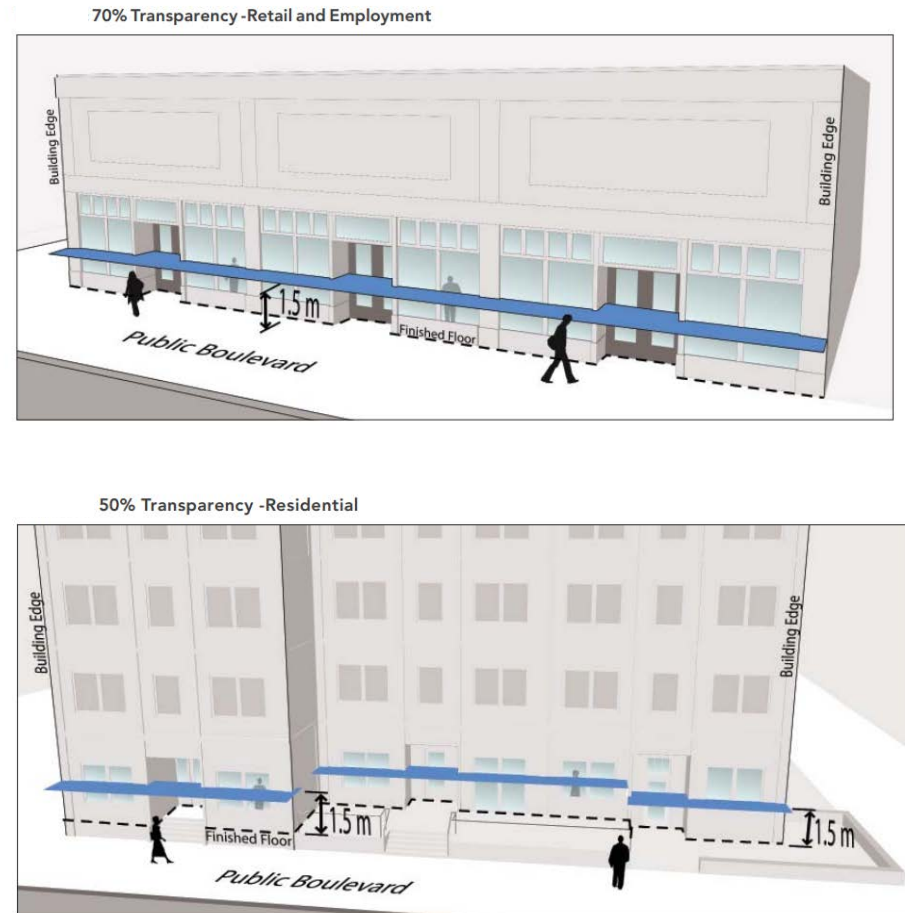 70% Transparency -Retail and Employment
Building Edge
Building Edge
1.5 m
Finished Floor
Public Boulevard
50% Transparency -Residential
Building Edge
Building Edge
1.5 m
1.5 m
Finished Floor
Public Boulevard